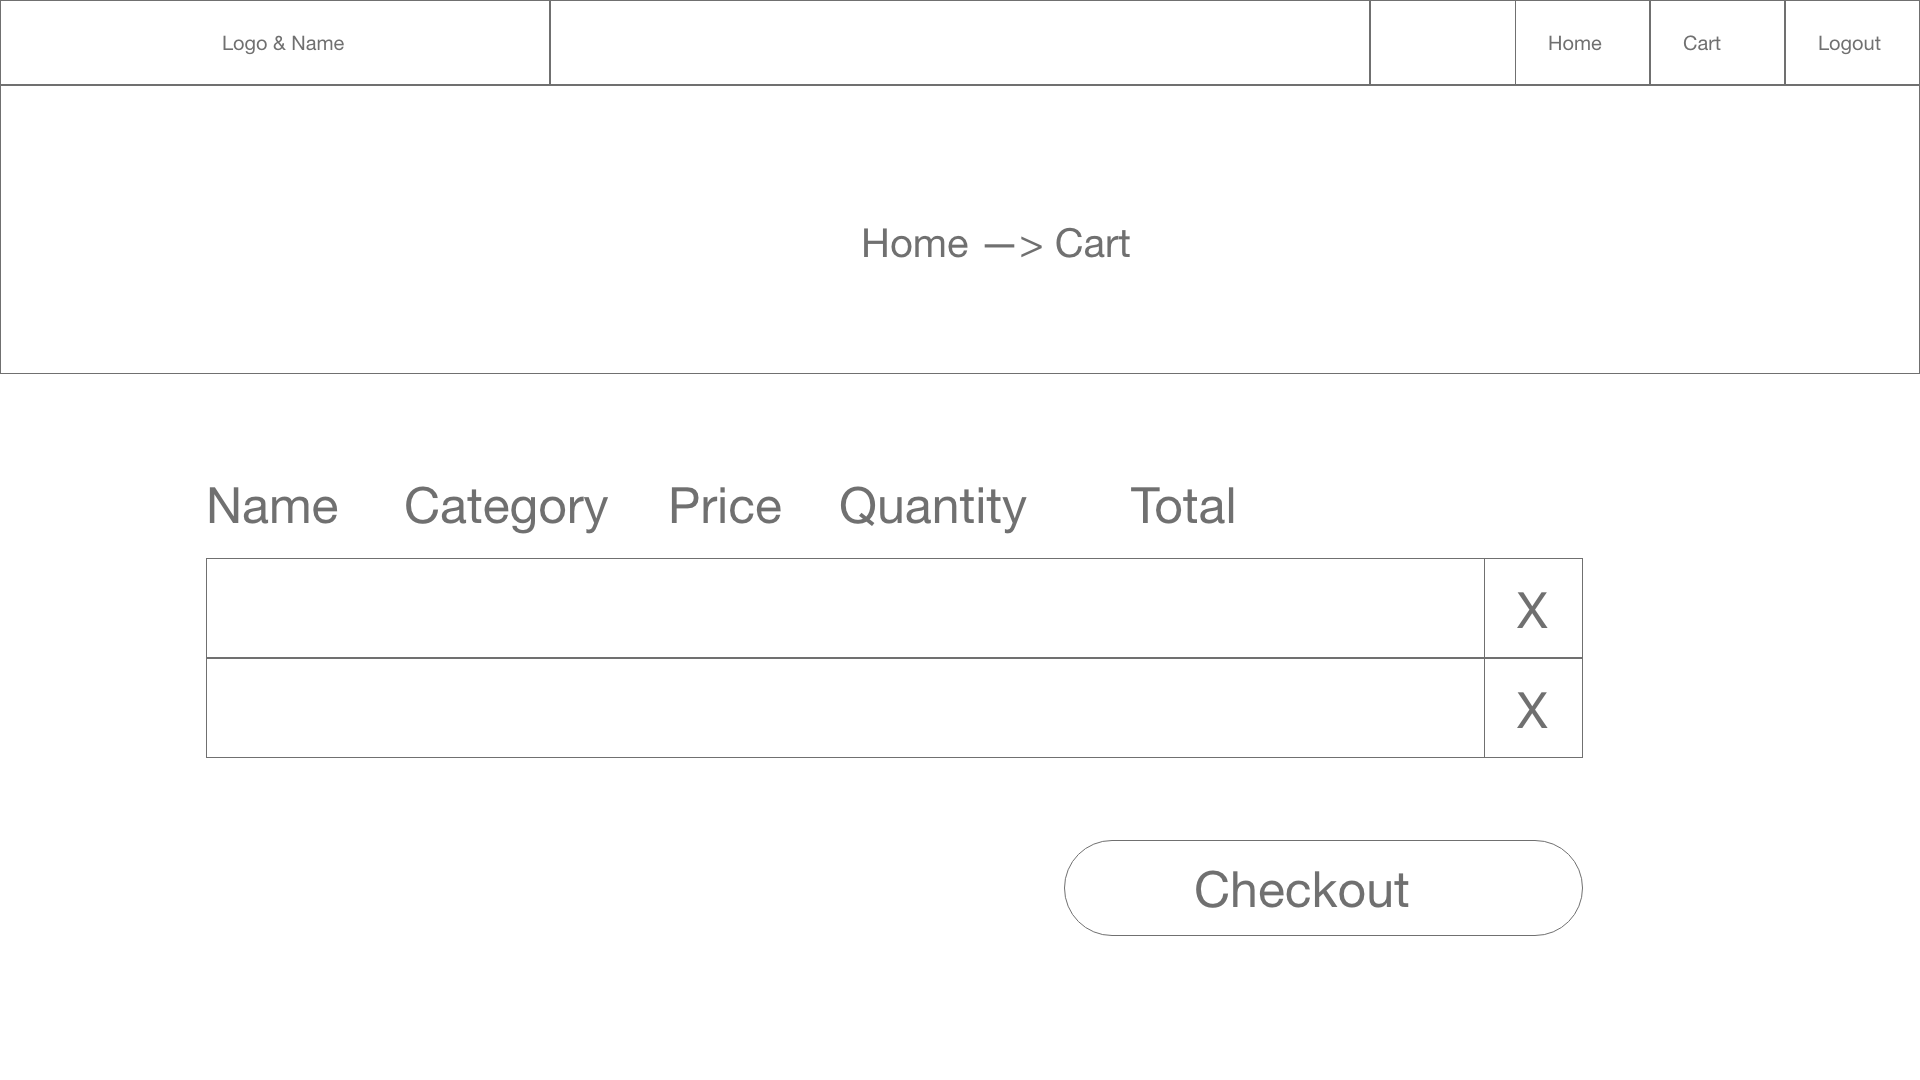 Logo & Name Home Cart Logout
Home —> Cart
Name Category Price Quantity Total
X
X
Checkout